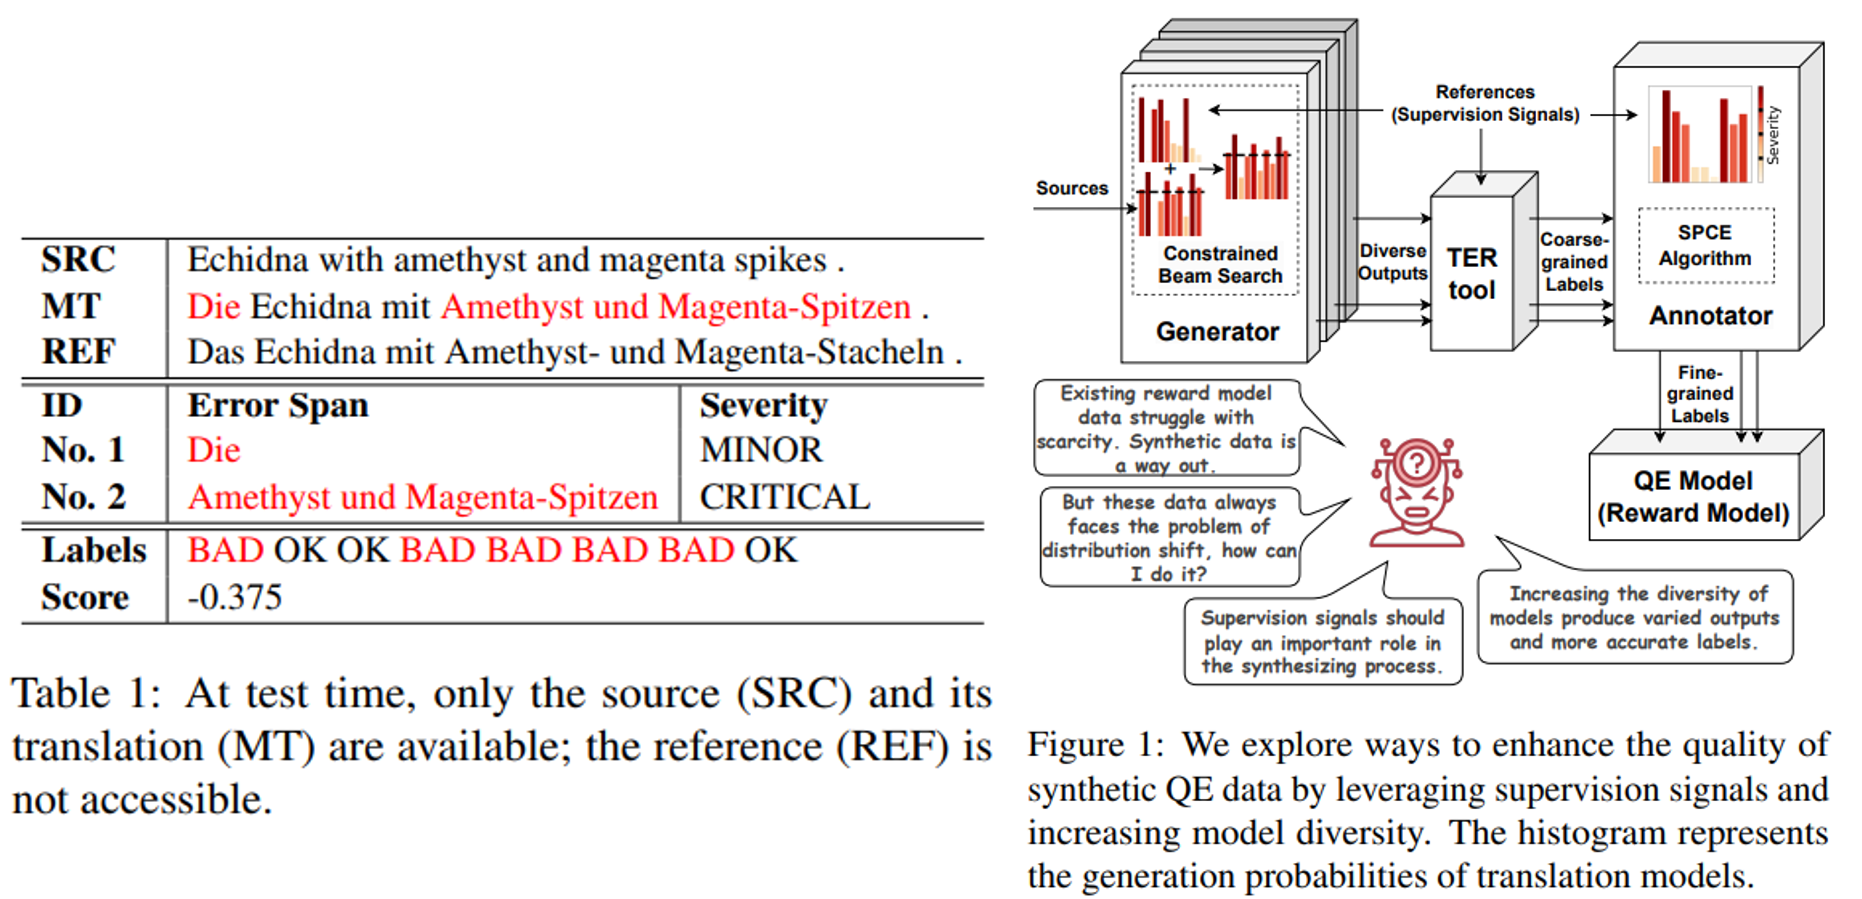 SRC Echidna with amethyst and magenta spikes .
MT Die Echidna mit Amethyst und Magenta-Spitzen .
REF Das Echidna mit Amethyst- und Magenta-Stacheln .
ID Error Span Severity
No. 1 Die MINOR
No. 2 Amethyst und Magenta-Spitzen CRITICAL
Labels BAD OK OK BAD BAD BAD BAD OK
Score -0.375
Table 1: At test time, only the source (SRC) and its
translation (MT) are available; the reference (REF) is
not accessible.
Sources
+
Constrained
Beam Search
Generator
References
(Supervision Signals)
Diverse
Outputs
TER
tool
Coarse-
grained
Labels
Severity
SPCE
Algorithm
Annotator
Fine-
grained
Labels
QE Model
(Reward Model)
Existing reward model
data struggle with
scarcity. Synthetic data is
a way out.
But these data always
faces the problem of
distribution shift, how can
I do it?
?
Supervision signals should
play an important role in
the synthesizing process.
Increasing the diversity of
models produce varied outputs
and more accurate labels.
Figure 1: We explore ways to enhance the quality of
synthetic QE data by leveraging supervision signals and
increasing model diversity. The histogram represents
the generation probabilities of translation models.